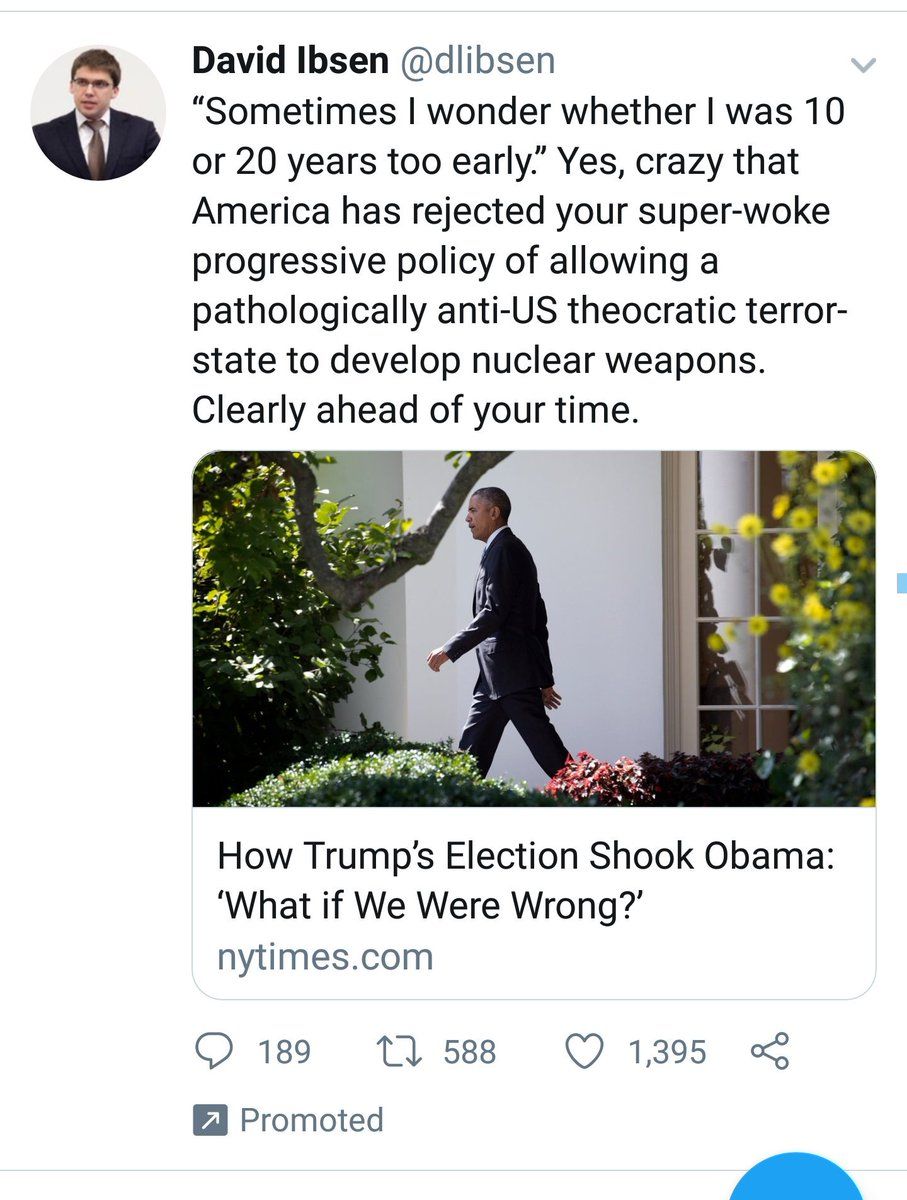 David Ibsen @dlibsen
“Sometimes I wonder whether I was 10
or 20 years too early.” Yes, crazy that
America has rejected your super-woke
progressive policy of allowing a
pathologically anti-US theocratic terror-
state to develop nuclear weapons.
Clearly ahead of your time.
How Trump’s Election Shook Obama:
‘What if We Were Wrong?’
nytimes.com
189 588 1,395
Promoted